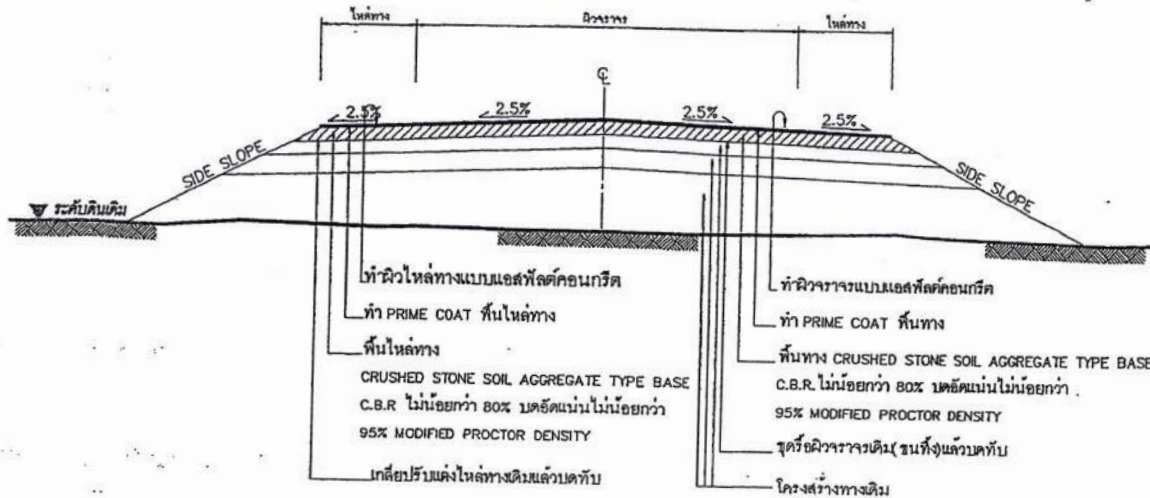 ไหล่ทาง ผิวจราจร ไหล่ทาง
℄
2.5% 2.5% 2.5% 2.5%
SIDE SLOPE SIDE SLOPE
ระดับดินเดิม
ทำผิวไหล่ทางแบบแอสฟัลต์คอนกรีต
ทำ PRIME COAT พื้นไหล่ทาง
พื้นไหล่ทาง
CRUSHED STONE SOIL AGGREGATE TYPE BASE
C.B.R ไม่น้อยกว่า 80% บดอัดแน่นไม่น้อยกว่า
95% MODIFIED PROCTOR DENSITY
เกลี่ยปรับแต่งไหล่ทางเดิมแล้วบดทับ
ทำผิวจราจรแบบแอสฟัลต์คอนกรีต
ทำ PRIME COAT พื้นทาง
พื้นทาง CRUSHED STONE SOIL AGGREGATE TYPE BASE
C.B.R. ไม่น้อยกว่า 80% บดอัดแน่นไม่น้อยกว่า
95% MODIFIED PROCTOR DENSITY
ขุดรื้อผิวจราจรเดิม(ขนทิ้ง)แล้วบดทับ
โครงสร้างทางเดิม